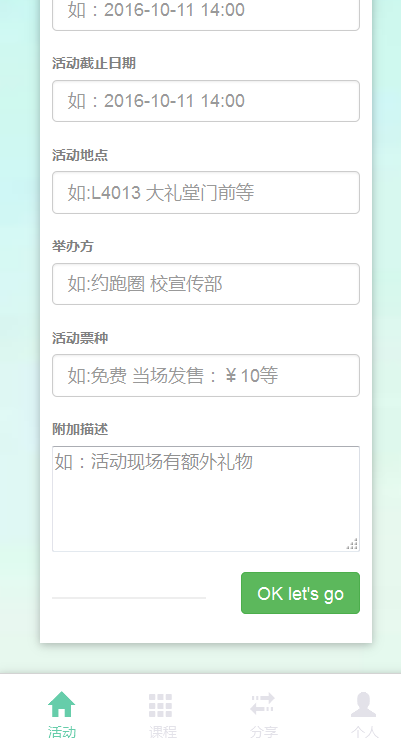 如：2016-10-11 14:00
活动截止日期
如：2016-10-11 14:00
活动地点
如:L4013 大礼堂门前等
举办方
如:约跑圈 校宣传部
活动票种
如:免费 当场发售：￥10等
附加描述
如：活动现场有额外礼物
OK let's go
活动 课程 分享 个人